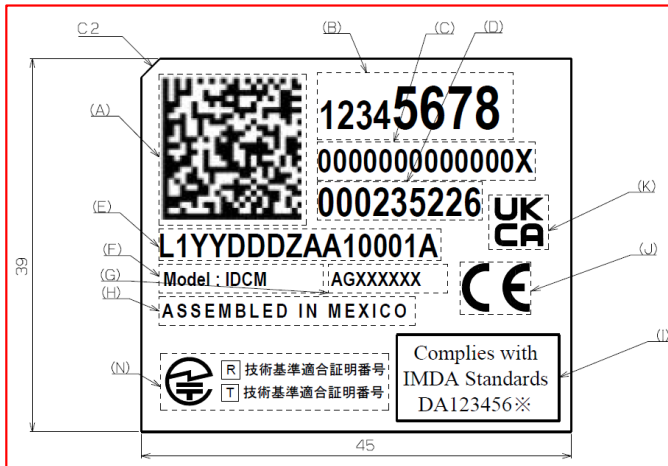 C2
(B)
(C)
(D)
(A)
12345678
0000000000000X
000235226
(K)
UK
CA
(E)
L1YYDDDZAA10001A
(F)
Model : IDCM
AGXXXXXX
(G)
(J)
CE
(H)
ASSEMBLED IN MEXICO
39
(I)
Complies with
IMDA Standards
DA123456※
(N)
R 技術基準適合証明番号
T 技術基準適合証明番号
45